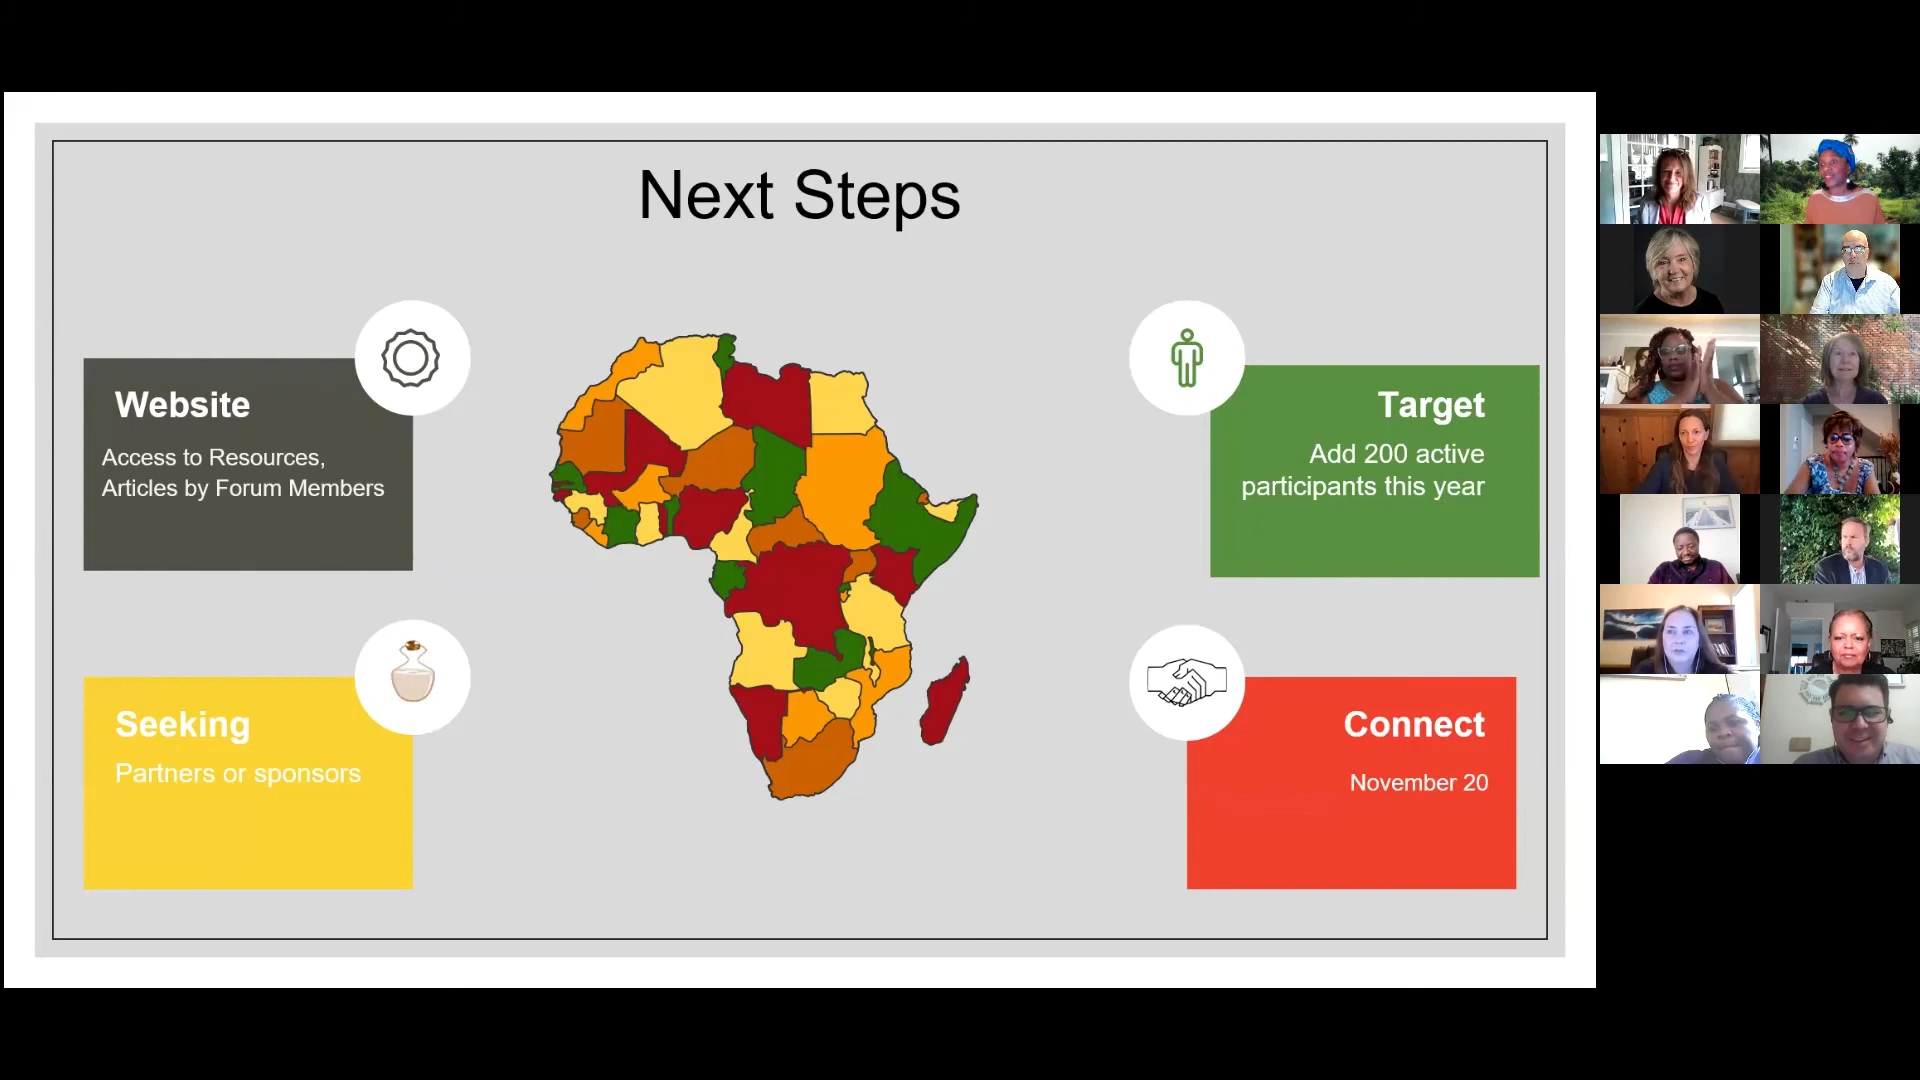 Next Steps
Website
Access to Resources,
Articles by Forum Members
Target
Add 200 active
participants this year
Seeking
Partners or sponsors
Connect
November 20